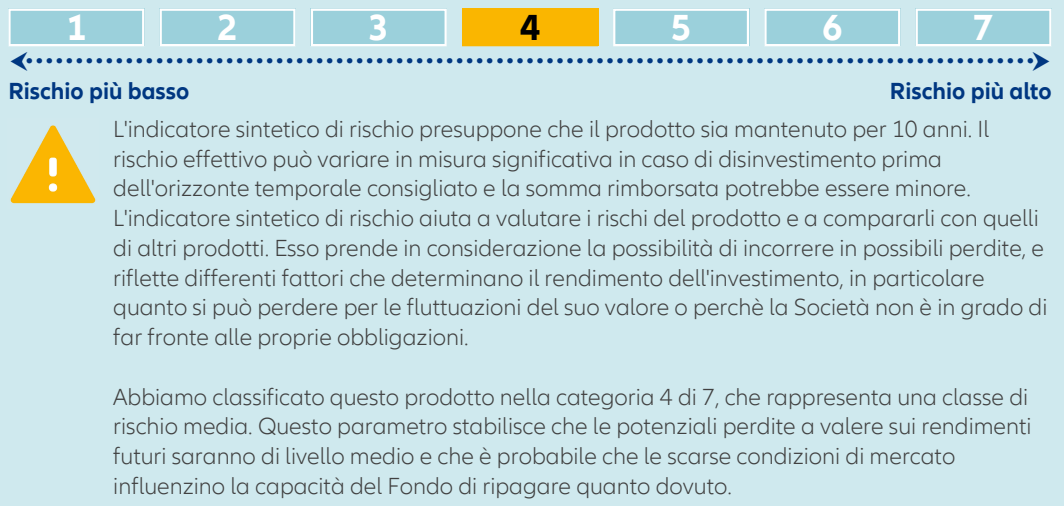 1 2 3 4 5 6 7
Rischio più basso Rischio più alto
L'indicatore sintetico di rischio presuppone che il prodotto sia mantenuto per 10 anni. Il
rischio effettivo può variare in misura significativa in caso di disinvestimento prima
dell'orizzonte temporale consigliato e la somma rimborsata potrebbe essere minore.
L'indicatore sintetico di rischio aiuta a valutare i rischi del prodotto e a compararli con quelli
di altri prodotti. Esso prende in considerazione la possibilità di incorrere in possibili perdite, e
riflette differenti fattori che determinano il rendimento dell'investimento, in particolare
quanto si può perdere per le fluttuazioni del suo valore o perchè la Società non è in grado di
far fronte alle proprie obbligazioni.
Abbiamo classificato questo prodotto nella categoria 4 di 7, che rappresenta una classe di
rischio media. Questo parametro stabilisce che le potenziali perdite a valere sui rendimenti
futuri saranno di livello medio e che è probabile che le scarse condizioni di mercato
influenzino la capacità del Fondo di ripagare quanto dovuto.